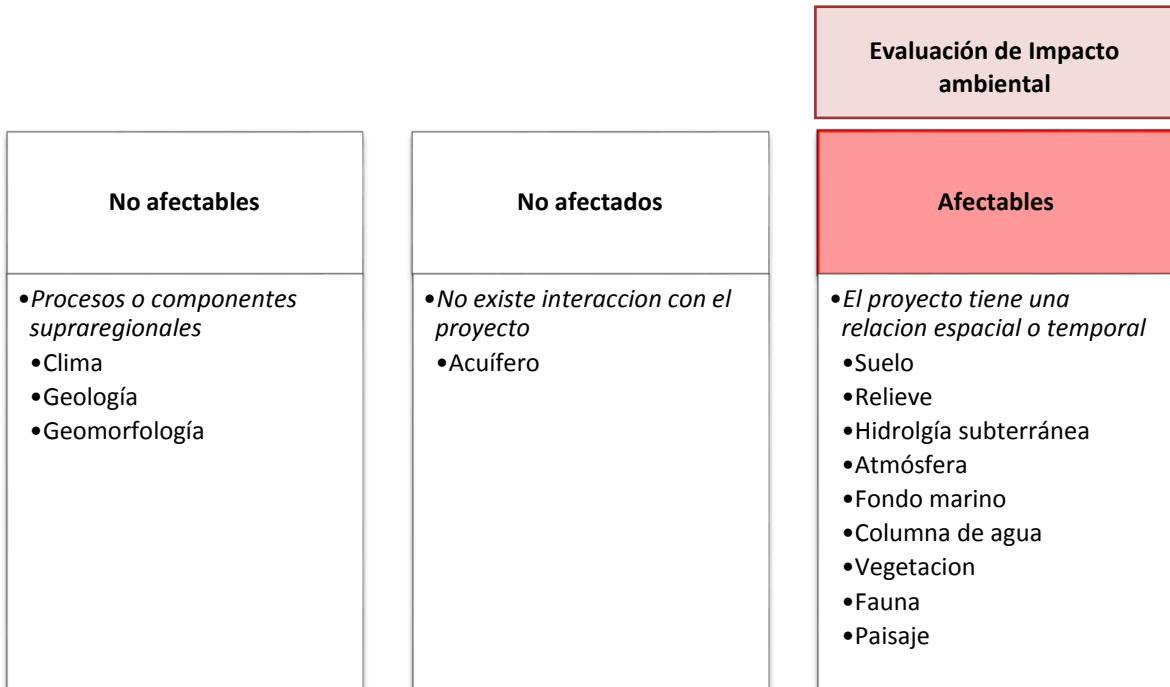 Evaluación de Impacto
ambiental
No afectables
•Procesos o componentes
supraregionales
•Clima
•Geología
•Geomorfología
No afectados
•No existe interaccion con el
proyecto
•Acuífero
Afectables
•El proyecto tiene una
relacion espacial o temporal
•Suelo
•Relieve
•Hidrolgía subterránea
•Atmósfera
•Fondo marino
•Columna de agua
•Vegetacion
•Fauna
•Paisaje